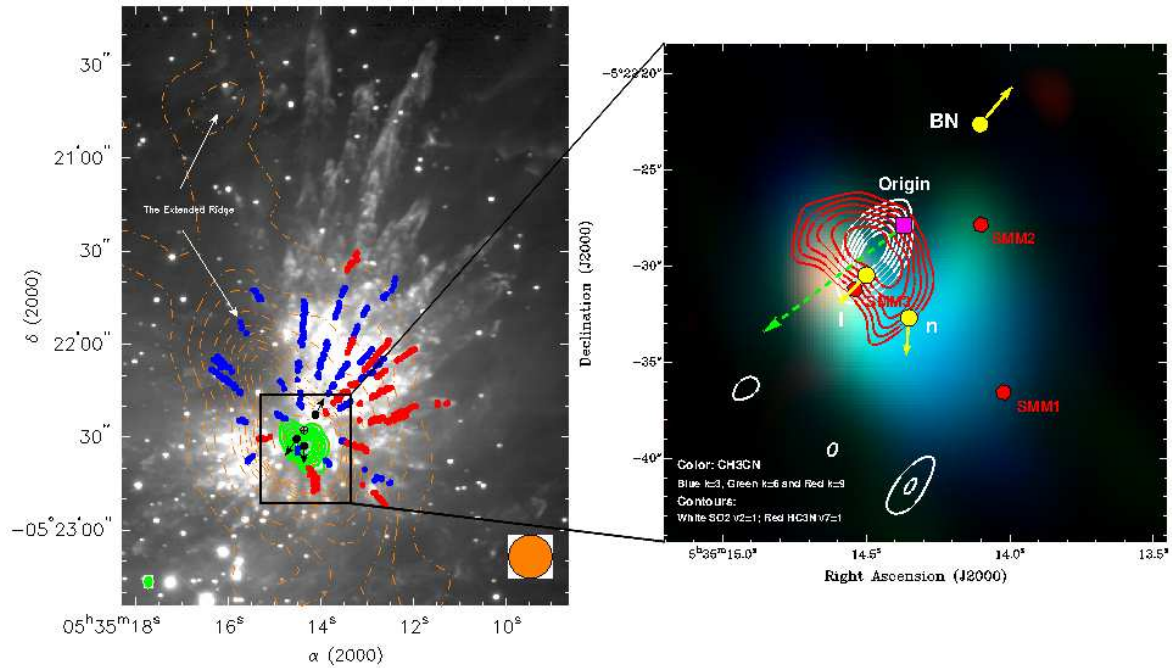 30″
21′00″
30″
22′00″
30″
−05°23′00″
δ (2000)
The Extended Ridge
05ʰ35ᵐ18ˢ
16ˢ
14ˢ
12ˢ
10ˢ
α (2000)
Declination (J2000)
−5°22′20″
−25″
−30″
−35″
−40″
BN
Origin
SMM2
SMM3
I
n
SMM1
Color: CH3CN
Blue k=3, Green k=6 and Red k=9
Contours:
White SO2 v2=1; Red HC3N v7=1
5ʰ35ᵐ15.0ˢ
14.5ˢ
14.0ˢ
13.5ˢ
Right Ascension (J2000)